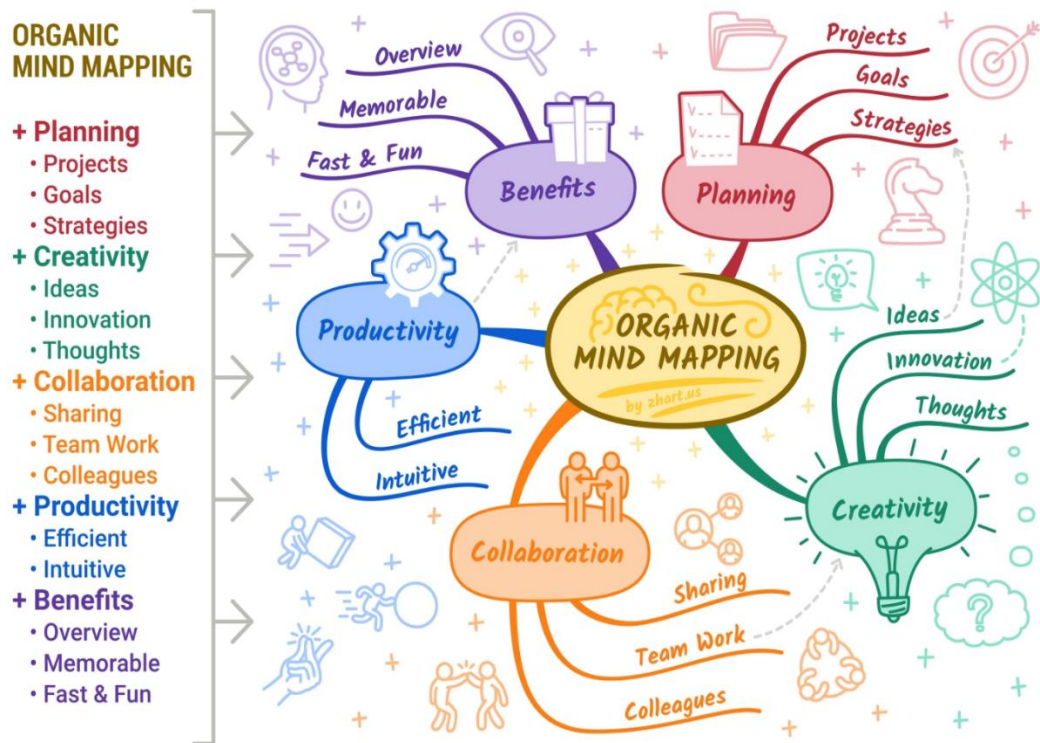 ORGANIC
MIND MAPPING
+ Planning
• Projects
• Goals
• Strategies
+ Creativity
• Ideas
• Innovation
• Thoughts
+ Collaboration
• Sharing
• Team Work
• Colleagues
+ Productivity
• Efficient
• Intuitive
+ Benefits
• Overview
• Memorable
• Fast & Fun
Overview
Memorable
Fast & Fun
Benefits
Projects
Goals
Strategies
Planning
Productivity
Efficient
Intuitive
ORGANIC
MIND MAPPING
by zhart.us
Ideas
Innovation
Thoughts
Creativity
Collaboration
Sharing
Team Work
Colleagues
?